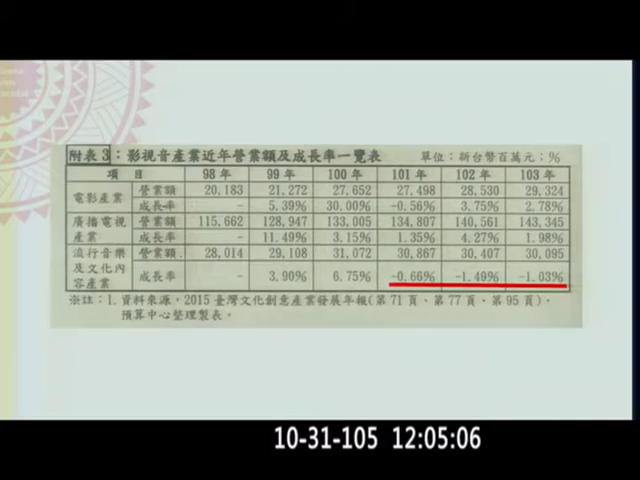 附表3：影視音產業近年營業額及成長率一覽表 單位：新台幣百萬元；%
項 目 98年 99年 100年 101年 102年 103年
電影產業 營業額 20,183 21,272 27,652 27,498 28,530 29,324
成長率 - 5.39% 30.00% -0.56% 3.75% 2.78%
廣播電視產業 營業額 115,662 128,947 133,005 134,807 140,561 143,345
成長率 - 11.49% 3.15% 1.35% 4.27% 1.98%
流行音樂及文化內容產業 營業額 28,014 29,108 31,072 30,867 30,407 30,095
成長率 - 3.90% 6.75% -0.66% -1.49% -1.03%
※註：1.資料來源，2015臺灣文化創意產業發展年報(第71頁、第77頁、第95頁)。
預算中心整理製表。
10-31-105 12:05:06